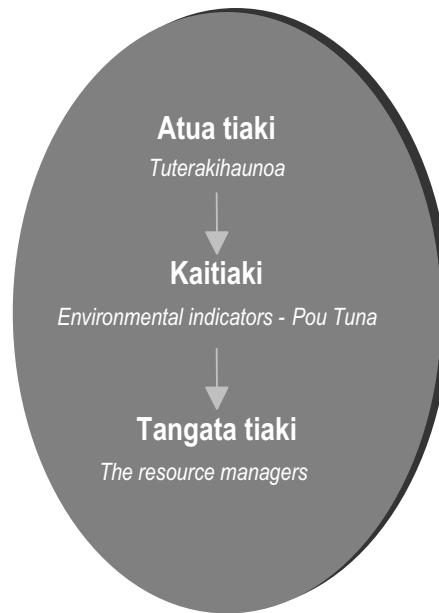 Atua tiaki
Tuterakihaunoa
Kaitiaki
Environmental indicators - Pou Tuna
Tangata tiaki
The resource managers